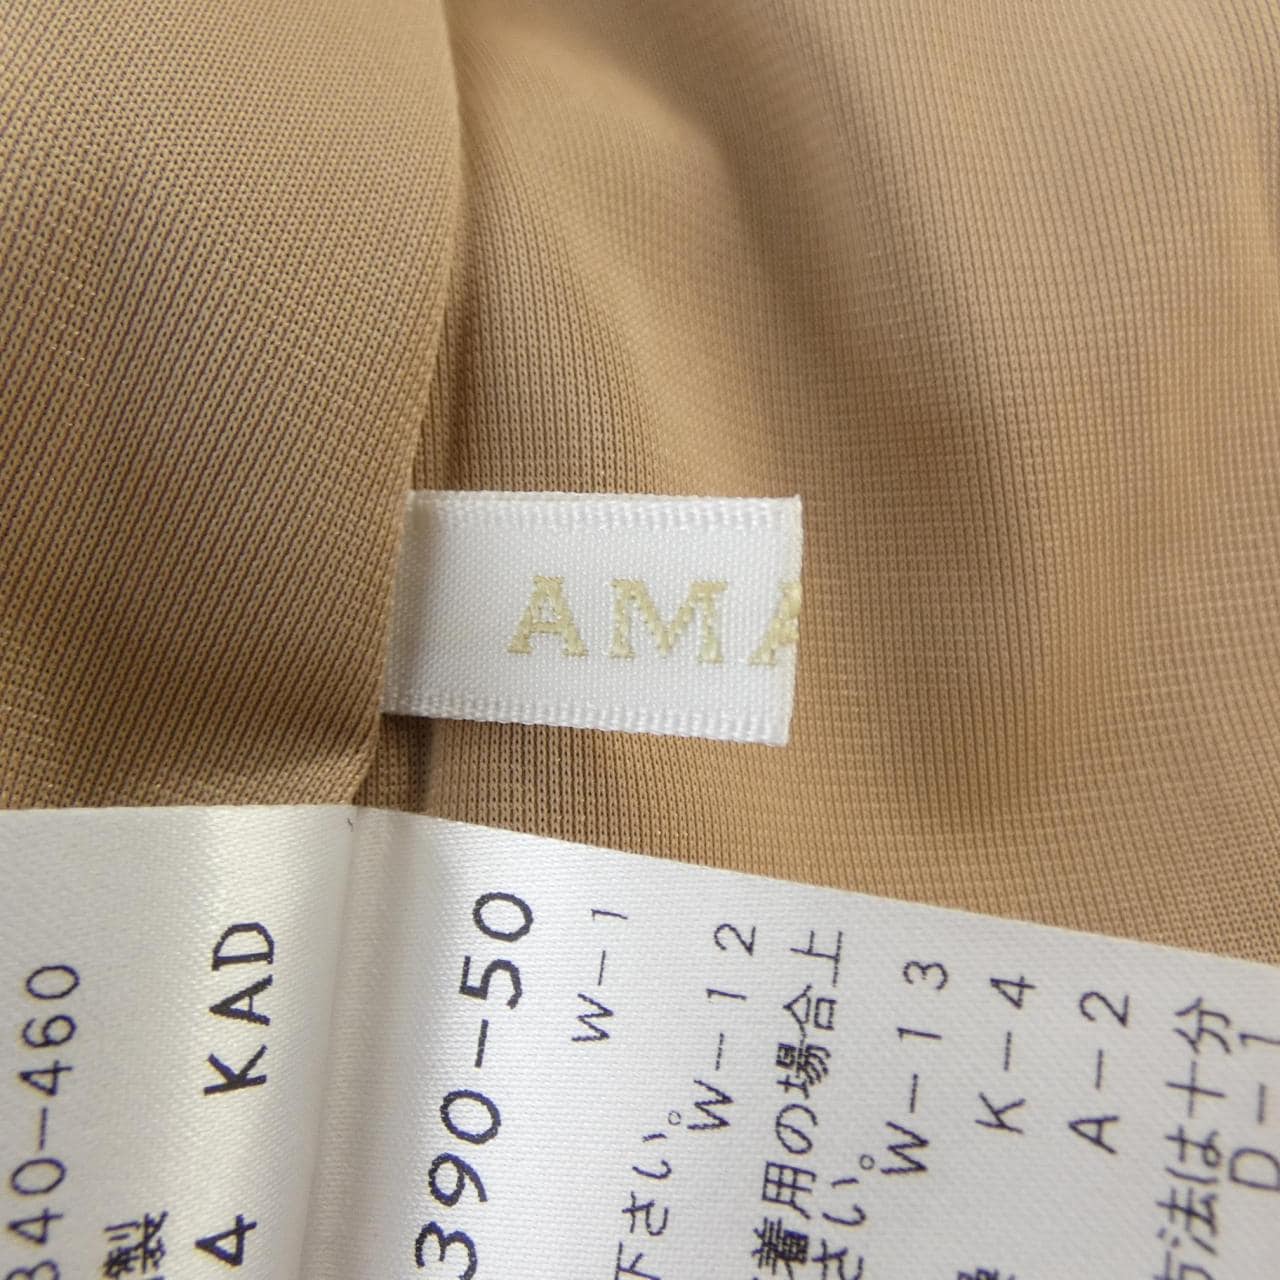 AMA
840-460
製
4 KAD
390-50
W-1
下さい。W-12
着用の場合上
さい。W-13
K-4
A-2
方法は十分
D-1